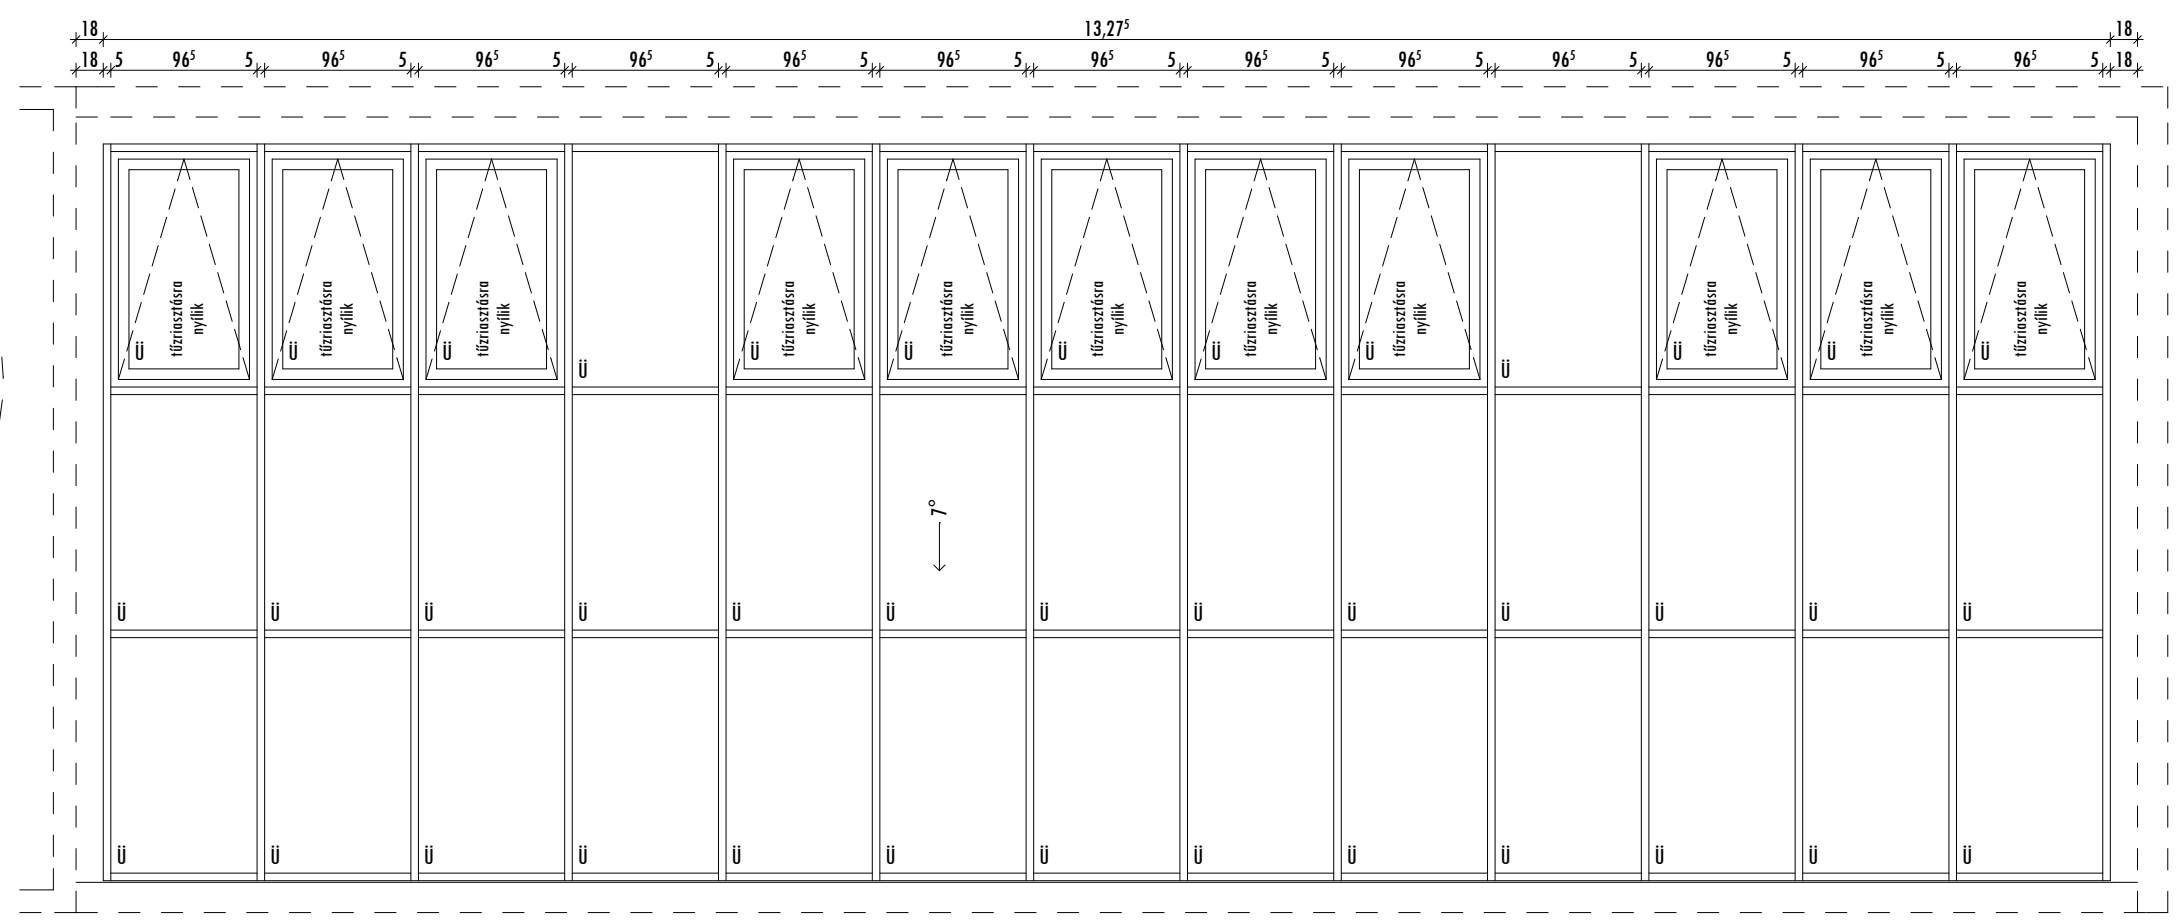 18 13,27⁵ 18
18 5 96⁵ 5 96⁵ 5 96⁵ 5 96⁵ 5 96⁵ 5 96⁵ 5 96⁵ 5 96⁵ 5 96⁵ 5 96⁵ 5 96⁵ 5 96⁵ 5 96⁵ 5 18
Ü tűzriasztásra
nyílik
Ü tűzriasztásra
nyílik
Ü tűzriasztásra
nyílik
Ü
Ü tűzriasztásra
nyílik
Ü tűzriasztásra
nyílik
Ü tűzriasztásra
nyílik
Ü tűzriasztásra
nyílik
Ü tűzriasztásra
nyílik
Ü
Ü tűzriasztásra
nyílik
Ü tűzriasztásra
nyílik
Ü tűzriasztásra
nyílik
7°
Ü Ü Ü Ü Ü Ü Ü Ü Ü Ü Ü Ü Ü
Ü Ü Ü Ü Ü Ü Ü Ü Ü Ü Ü Ü Ü